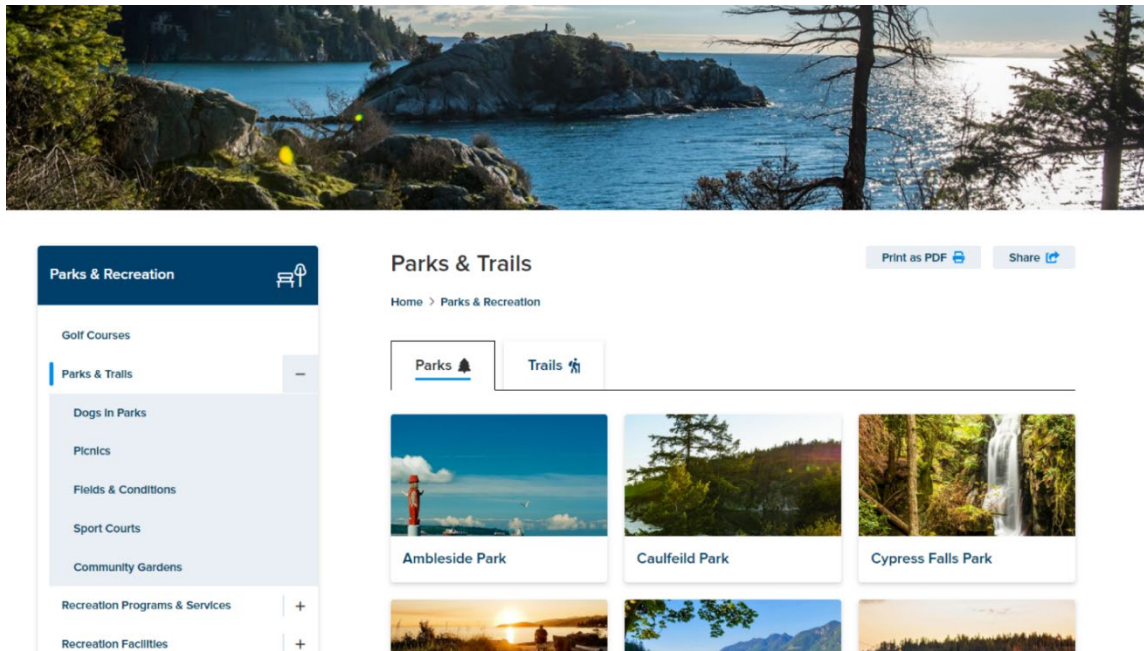 Parks & Recreation
Golf Courses
Parks & Trails
Dogs in Parks
Picnics
Fields & Conditions
Sport Courts
Community Gardens
Recreation Programs & Services
Recreation Facilities
Parks & Trails
Print as PDF
Share
Home > Parks & Recreation
Parks
Trails
Ambleside Park
Caulfeild Park
Cypress Falls Park